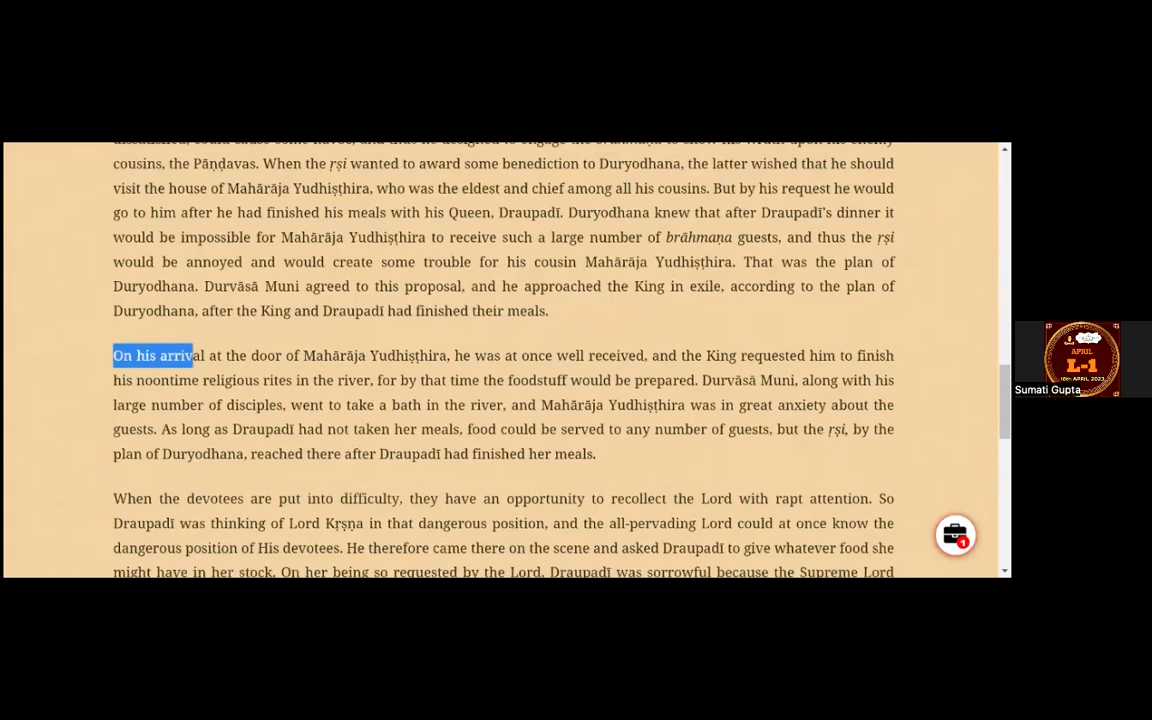 cousins, the Pāṇḍavas. When the ṛṣi wanted to award some benediction to Duryodhana, the latter wished that he should
visit the house of Mahārāja Yudhiṣṭhira, who was the eldest and chief among all his cousins. But by his request he would
go to him after he had finished his meals with his Queen, Draupadī. Duryodhana knew that after Draupadī's dinner it
would be impossible for Mahārāja Yudhiṣṭhira to receive such a large number of brāhmaṇa guests, and thus the ṛṣi
would be annoyed and would create some trouble for his cousin Mahārāja Yudhiṣṭhira. That was the plan of
Duryodhana. Durvāsā Muni agreed to this proposal, and he approached the King in exile, according to the plan of
Duryodhana, after the King and Draupadī had finished their meals.
On his arrival at the door of Mahārāja Yudhiṣṭhira, he was at once well received, and the King requested him to finish
his noontime religious rites in the river, for by that time the foodstuff would be prepared. Durvāsā Muni, along with his
large number of disciples, went to take a bath in the river, and Mahārāja Yudhiṣṭhira was in great anxiety about the
guests. As long as Draupadī had not taken her meals, food could be served to any number of guests, but the ṛṣi, by the
plan of Duryodhana, reached there after Draupadī had finished her meals.
When the devotees are put into difficulty, they have an opportunity to recollect the Lord with rapt attention. So
Draupadī was thinking of Lord Kṛṣṇa in that dangerous position, and the all-pervading Lord could at once know the
dangerous position of His devotees. He therefore came there on the scene and asked Draupadī to give whatever food she
might have in her stock. On her being so requested by the Lord, Draupadī was sorrowful because the Supreme Lord
1
APRIL
L-1
18th APRIL 2023
Sumati Gupta